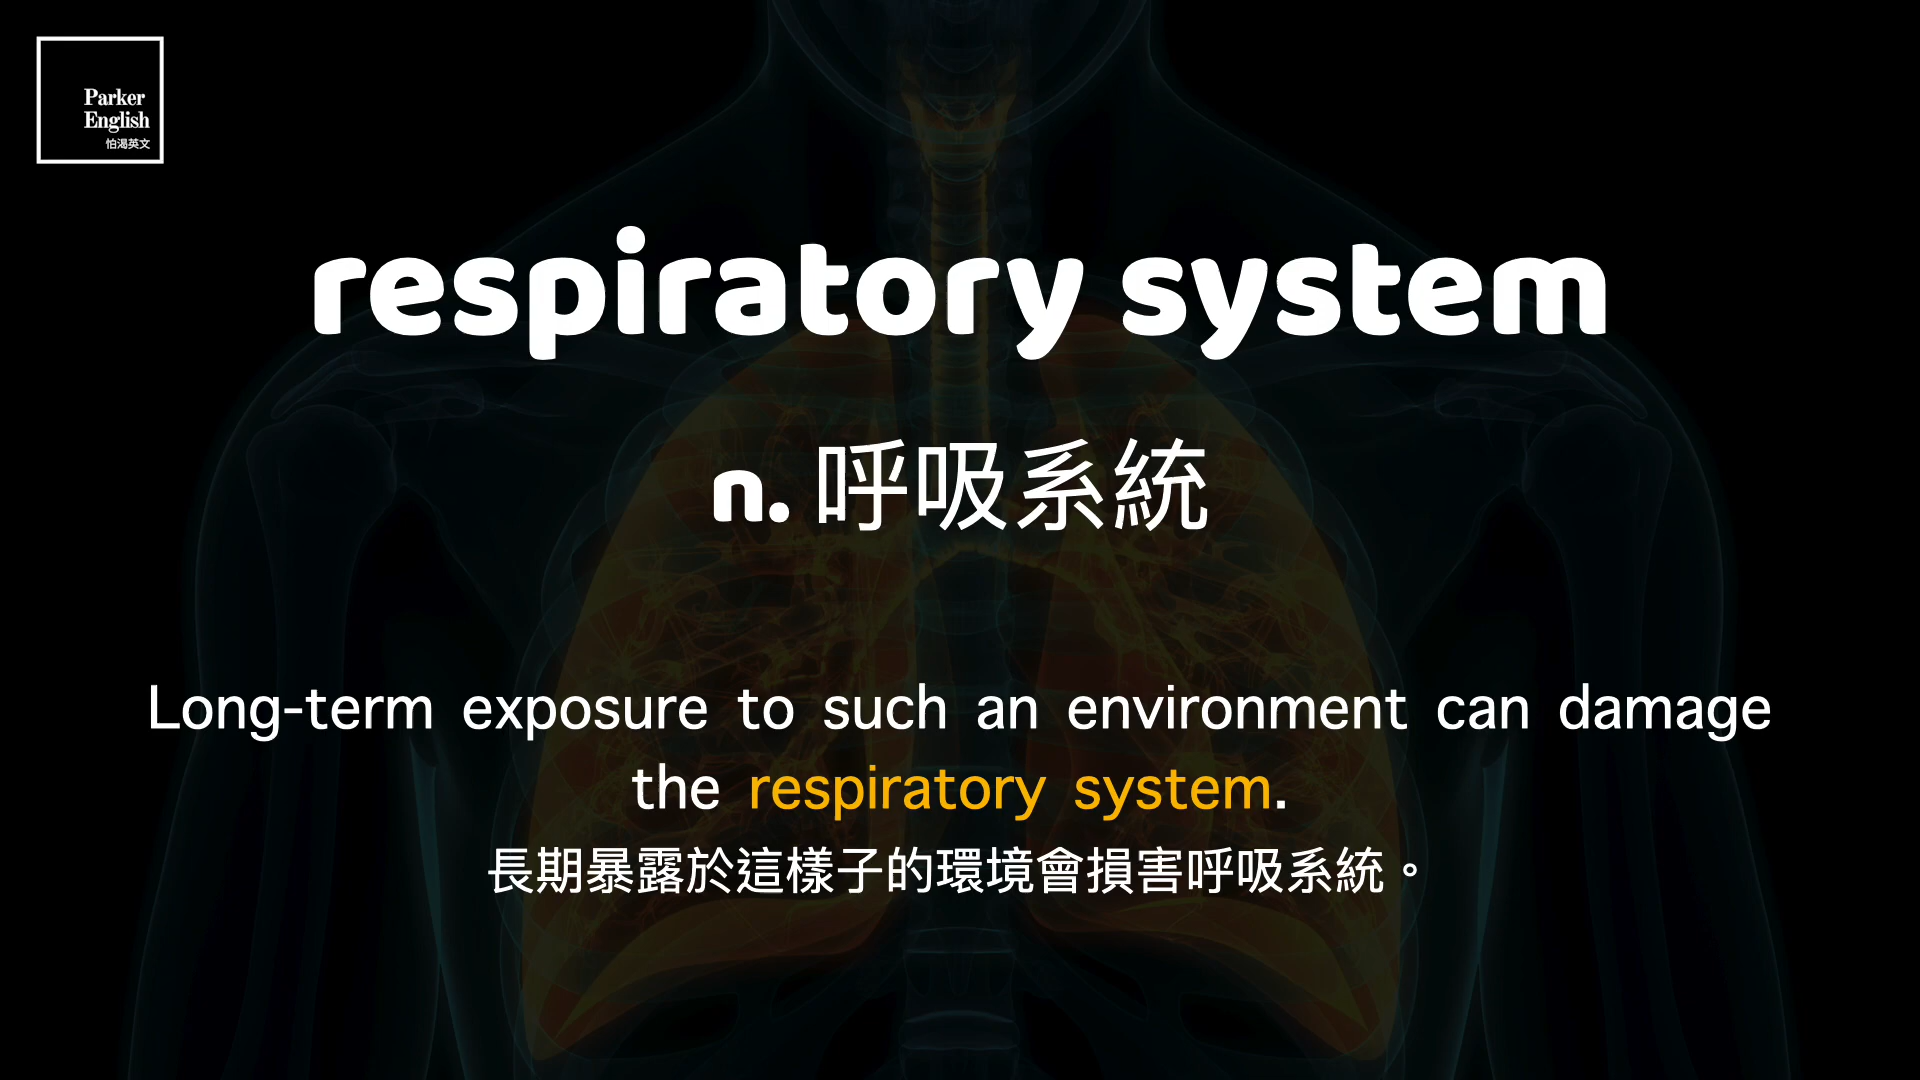 Parker
English
怕渴英文
respiratory system
n. 呼吸系統
Long-term exposure to such an environment can damage
the respiratory system.
長期暴露於這樣子的環境會損害呼吸系統。